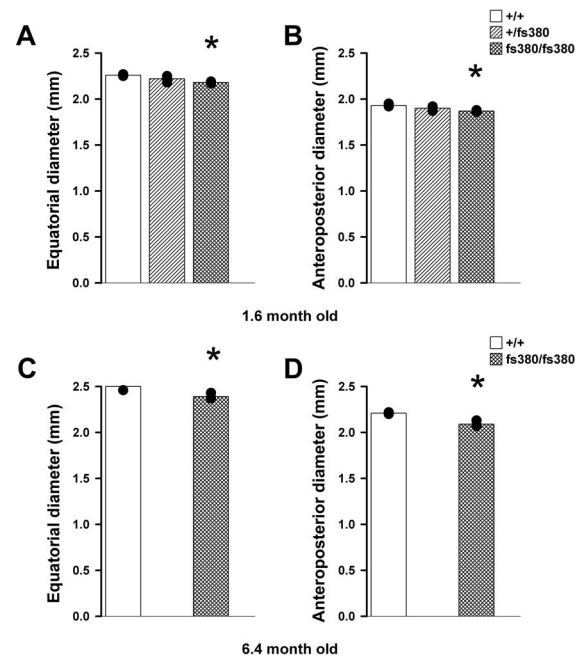 +/+
+/fs380
fs380/fs380
A
B
*
*
Equatorial diameter (mm)
2.5
2.0
1.5
1.0
0.5
0.0
Anteroposterior diameter (mm)
2.5
2.0
1.5
1.0
0.5
0.0
1.6 month old
+/+
fs380/fs380
C
D
*
*
Equatorial diameter (mm)
2.5
2.0
1.5
1.0
0.5
0.0
Anteroposterior diameter (mm)
2.5
2.0
1.5
1.0
0.5
0.0
6.4 month old